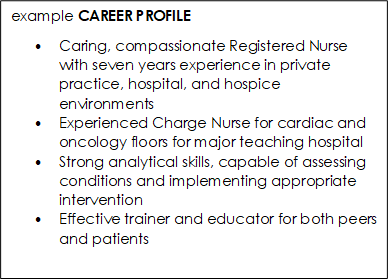 example CAREER PROFILE
• Caring, compassionate Registered Nurse
with seven years experience in private
practice, hospital, and hospice
environments
• Experienced Charge Nurse for cardiac and
oncology floors for major teaching hospital
• Strong analytical skills, capable of assessing
conditions and implementing appropriate
intervention
• Effective trainer and educator for both peers
and patients